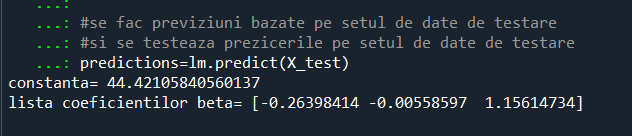 ...:
...: #se fac previziuni bazate pe setul de date de testare
...: #si se testeaza prezicerile pe setul de date de testare
...: predictions=lm.predict(X_test)
constanta= 44.42105840560137
lista coeficientilor beta= [-0.26398414 -0.00558597  1.15614734]